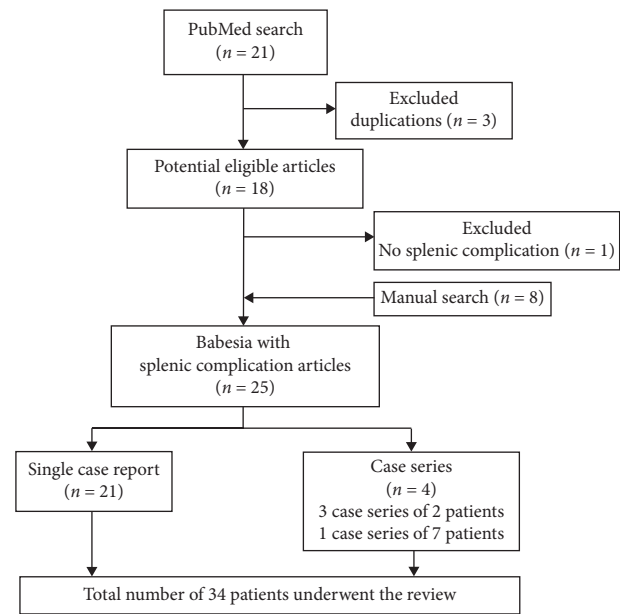 PubMed search
(n = 21)
Excluded
duplications (n = 3)
Potential eligible articles
(n = 18)
Excluded
No splenic complication (n = 1)
Manual search (n = 8)
Babesia with
splenic complication articles
(n = 25)
Single case report
(n = 21)
Case series
(n = 4)
3 case series of 2 patients
1 case series of 7 patients
Total number of 34 patients underwent the review